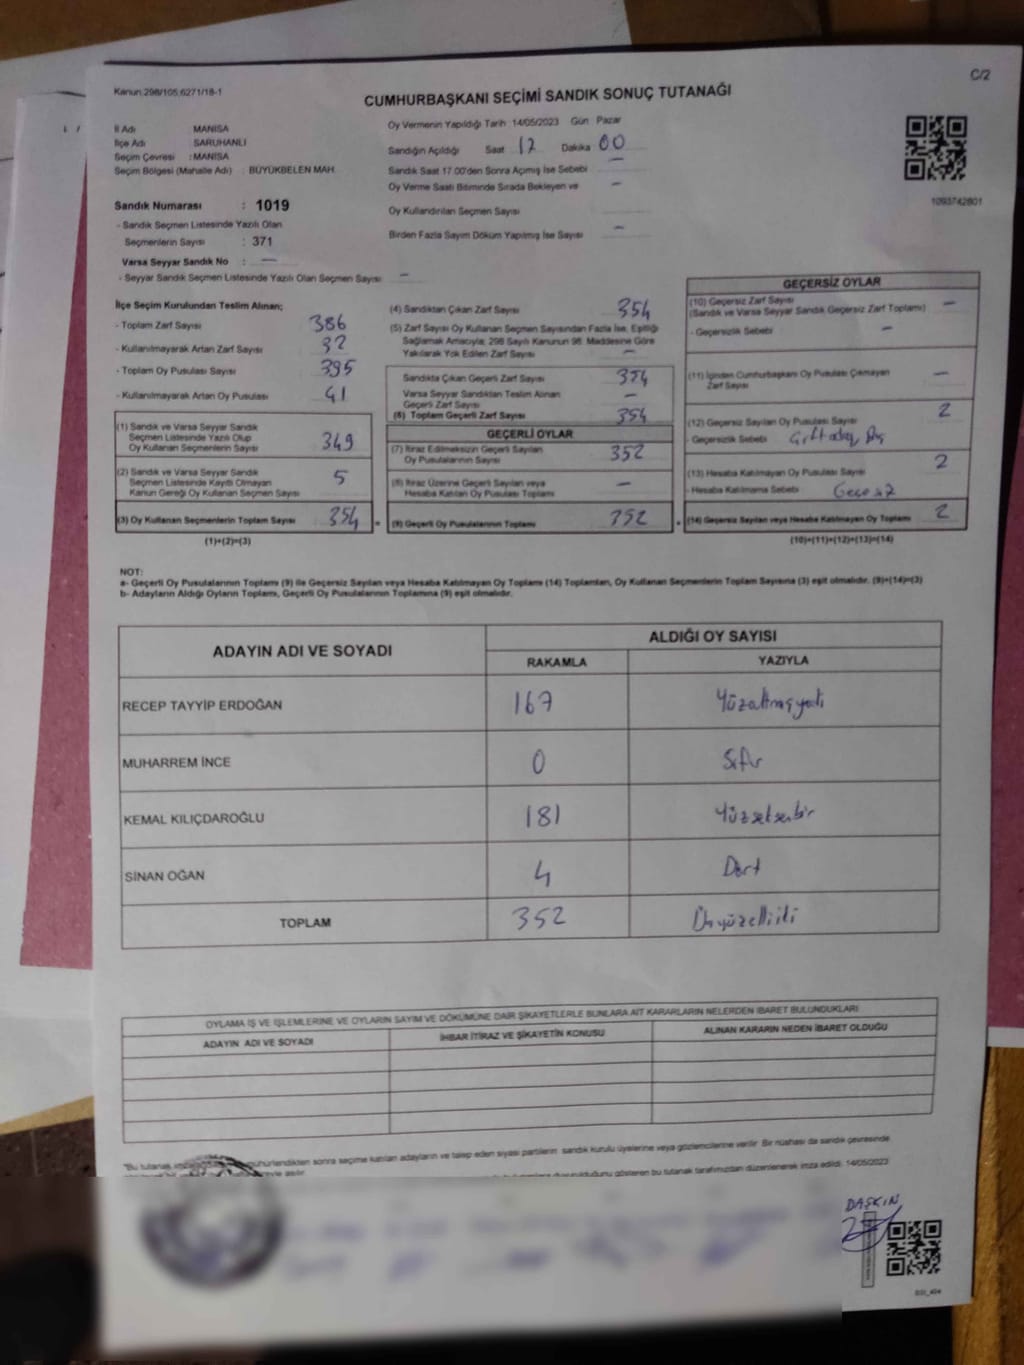 C/2
Kanun:298/105;6271/18-1
CUMHURBAŞKANI SEÇİMİ SANDIK SONUÇ TUTANAĞI
İl Adı MANİSA
İlçe Adı SARUHANLI
Seçim Çevresi : MANİSA
Seçim Bölgesi (Mahalle Adı) : BÜYÜKBELEN MAH.
Sandık Numarası : 1019
- Sandık Seçmen Listesinde Yazılı Olan
Seçmenlerin Sayısı : 371
Varsa Seyyar Sandık No : —
- Seyyar Sandık Seçmen Listesinde Yazılı Olan Seçmen Sayısı —
Oy Vermenin Yapıldığı Tarih 14/05/2023 Gün Pazar
Sandığın Açıldığı Saat 17 Dakika 00
Sandık Saat 17.00'den Sonra Açımış İse Sebebi —
Oy Verme Saati Bitiminde Sırada Bekleyen ve —
Oy Kullandırılan Seçmen Sayısı
Birden Fazla Sayım Döküm Yapılmış İse Sayısı —
1093742801
İlçe Seçim Kurulundan Teslim Alınan;
- Toplam Zarf Sayısı 386
- Kullanılmayarak Artan Zarf Sayısı 32
- Toplam Oy Pusulası Sayısı 395
- Kullanılmayarak Artan Oy Pusulası 41
(1) Sandık ve Varsa Seyyar Sandık
Seçmen Listesinde Yazılı Olup
Oy Kullanan Seçmenlerin Sayısı 349
(2) Sandık ve Varsa Seyyar Sandık
Seçmen Listesinde Kayıtlı Olmayan
Kanun Gereği Oy Kullanan Seçmen Sayısı 5
(3) Oy Kullanan Seçmenlerin Toplam Sayısı 354 =
(1)+(2)=(3)
(4) Sandıktan Çıkan Zarf Sayısı 354
(5) Zarf Sayısı Oy Kullanan Seçmen Sayısından Fazla İse, Eşitliği
Sağlamak Amacıyla; 298 Sayılı Kanunun 98. Maddesine Göre
Yakılarak Yok Edilen Zarf Sayısı —
Sandıkta Çıkan Geçerli Zarf Sayısı 354
Varsa Seyyar Sandıktan Teslim Alınan
Geçerli Zarf Sayısı —
(6) Toplam Geçerli Zarf Sayısı 354
GEÇERLİ OYLAR
(7) İtiraz Edilmeksizin Geçerli Sayılan
Oy Pusulalarının Sayısı 352
(8) İtiraz Üzerine Geçerli Sayılan veya
Hesaba Katılan Oy Pusulası Toplamı —
(9) Geçerli Oy Pusulalarının Toplamı 352 +
GEÇERSİZ OYLAR
(10) Geçersiz Zarf Sayısı
(Sandık ve Varsa Seyyar Sandık Geçersiz Zarf Toplamı) —
- Geçersizlik Sebebi —
(11) İçinden Cumhurbaşkanı Oy Pusulası Çıkmayan
Zarf Sayısı —
(12) Geçersiz Sayılan Oy Pusulası Sayısı 2
- Geçersizlik Sebebi
(13) Hesaba Katılmayan Oy Pusulası Sayısı 2
- Hesaba Katılmama Sebebi Geçersiz
(14) Geçersiz Sayılan veya Hesaba Katılmayan Oy Toplamı 2
(10)+(11)+(12)+(13)=(14)
NOT:
a- Geçerli Oy Pusulalarının Toplamı (9) ile Geçersiz Sayılan veya Hesaba Katılmayan Oy Toplamı (14) Toplamları, Oy Kullanan Seçmenlerin Toplam Sayısına (3) eşit olmalıdır. (9)+(14)=(3)
b- Adayların Aldığı Oyların Toplamı, Geçerli Oy Pusulalarının Toplamına (9) eşit olmalıdır.
ADAYIN ADI VE SOYADI ALDIĞI OY SAYISI
RAKAMLA YAZIYLA
RECEP TAYYİP ERDOĞAN 167 Yüzaltmışyedi
MUHARREM İNCE 0 Sıfır
KEMAL KILIÇDAROĞLU 181 Yüzseksenbir
SİNAN OĞAN 4 Dört
TOPLAM 352 Üçyüzelliiki
OYLAMA İŞ VE İŞLEMLERİNE VE OYLARIN SAYIM VE DÖKÜMÜNE DAİR ŞİKAYETLERLE BUNLARA AİT KARARLARIN NELERDEN İBARET BULUNDUKLARI
ADAYIN ADI VE SOYADI İHBAR İTİRAZ VE ŞİKAYETİN KONUSU ALINAN KARARIN NEDEN İBARET OLDUĞU
"Bu tutanak mühürlendikten sonra seçime katılan adayların ve talep eden siyasi partilerin sandık kurulu üyelerine veya gözlemcilerine verilir. Bir nüshası da sandık çevresinde
gösteren bu tutanak tarafımızdan düzenlenerek imza edildi. 14/05/2023
DAŞKIN